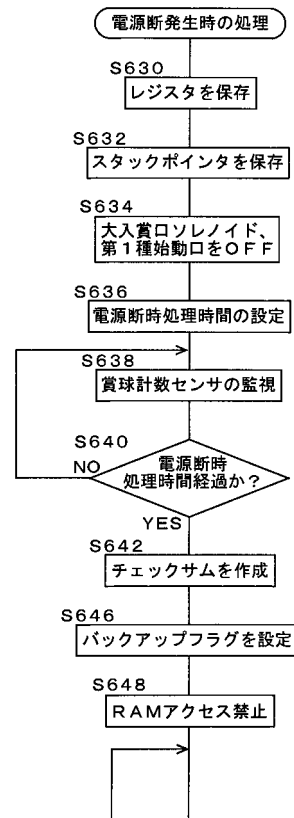 電源断発生時の処理
S630
レジスタを保存
S632
スタックポインタを保存
S634
大入賞口ソレノイド、
第1種始動口をOFF
S636
電源断時処理時間の設定
S638
賞球計数センサの監視
S640
NO
電源断時
処理時間経過か?
YES
S642
チェックサムを作成
S646
バックアップフラグを設定
S648
RAMアクセス禁止